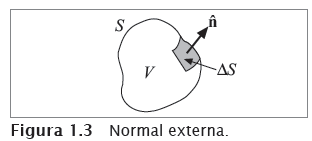 S
n̂
V
ΔS
Figura 1.3 Normal externa.